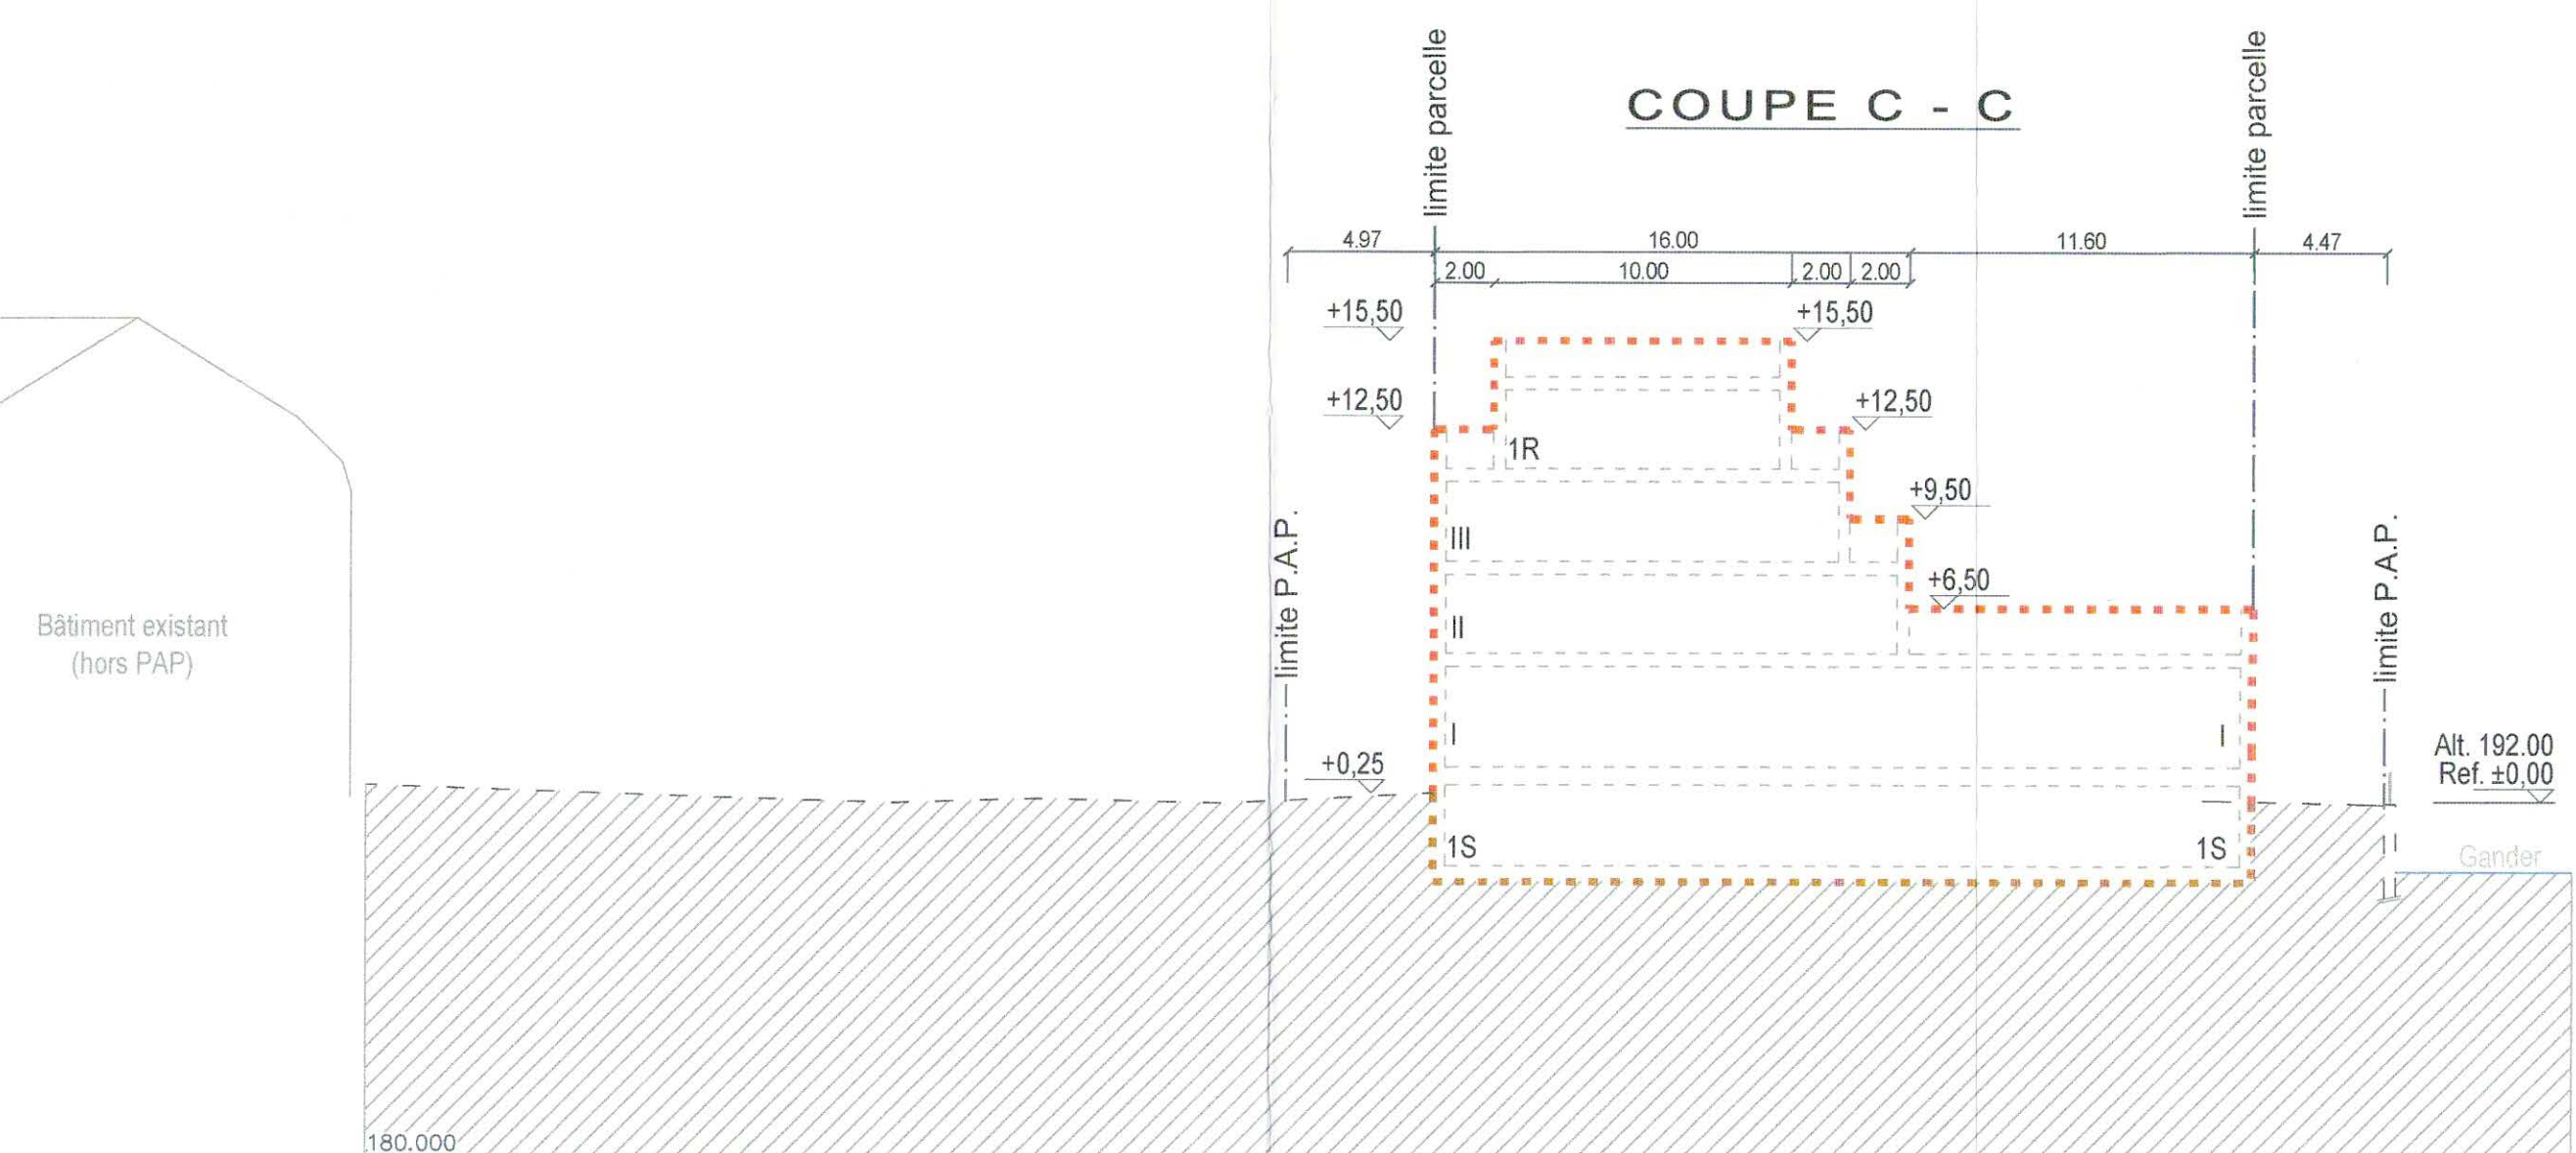 limite parcelle
limite parcelle
COUPE C - C
4.97
16.00
11.60
4.47
2.00
10.00
2.00
2.00
+15,50
+15,50
+12,50
+12,50
1R
+9,50
III
limite P.A.P.
limite P.A.P.
+6,50
Bâtiment existant
(hors PAP)
II
I
I
Alt. 192.00
Ref. ±0,00
+0,25
1S
1S
Gander
180.000